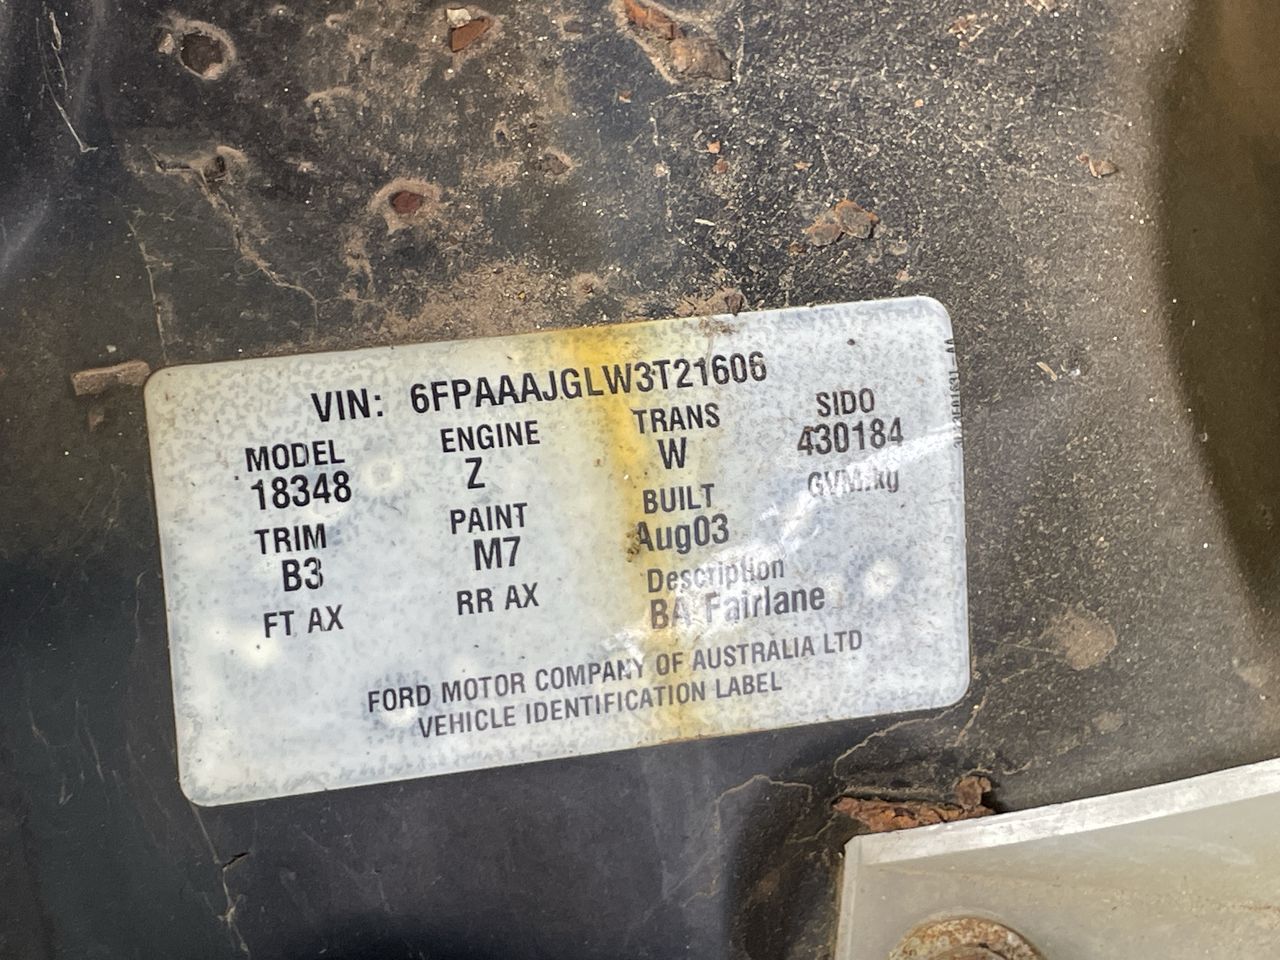 VIN: 6FPAAAJGLW3T21606
MODEL ENGINE TRANS SIDO
18348 Z W 430184
TRIM PAINT BUILT GVM:kg
B3 M7 Aug03
FT AX RR AX Description
BA Fairlane
FORD MOTOR COMPANY OF AUSTRALIA LTD
VEHICLE IDENTIFICATION LABEL